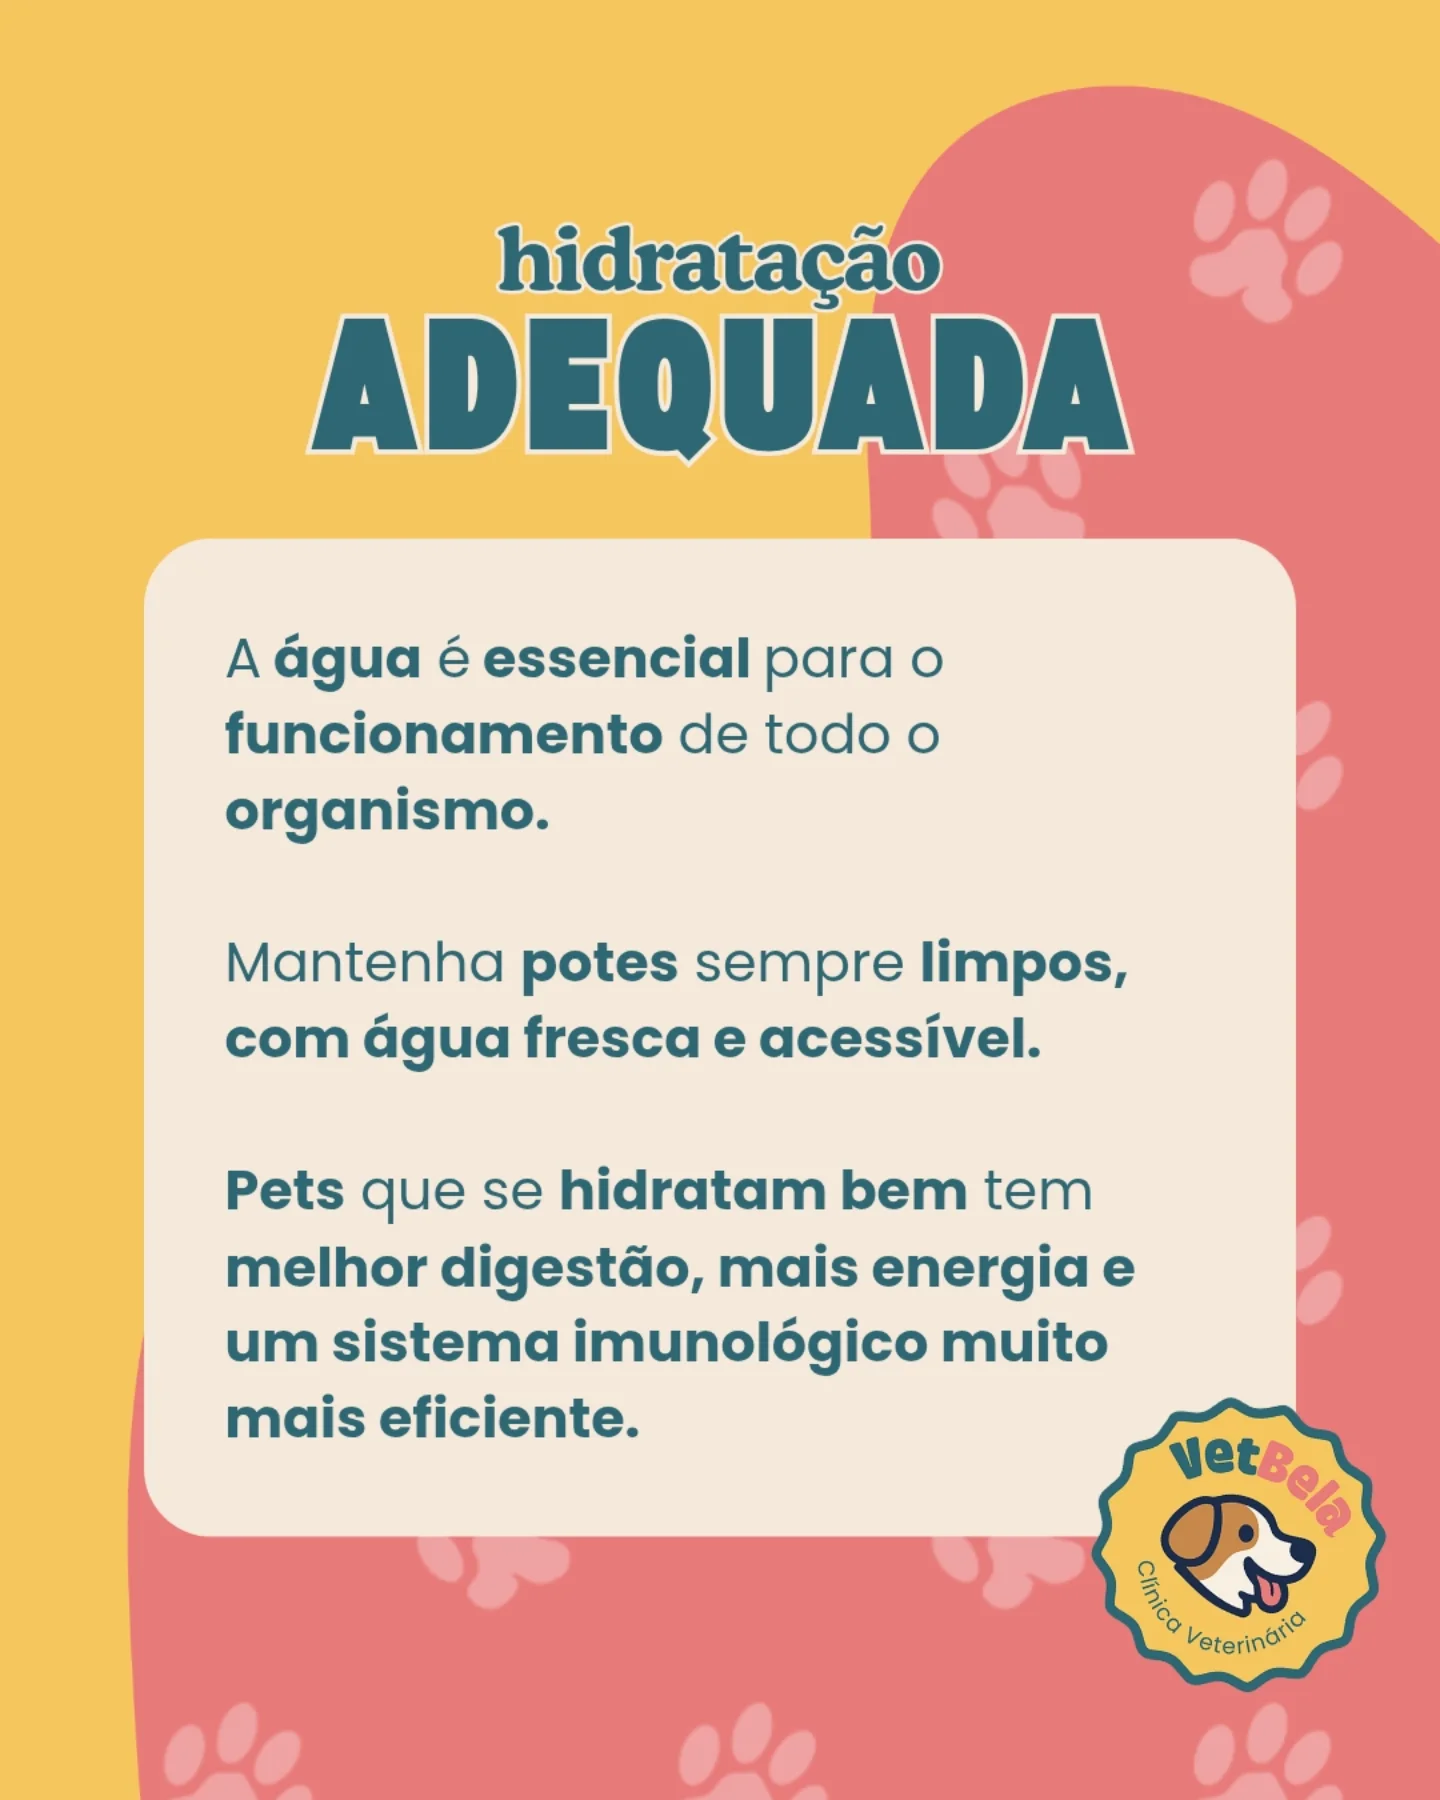 hidratação
ADEQUADA
A água é essencial para o
funcionamento de todo o
organismo.
Mantenha potes sempre limpos,
com água fresca e acessível.
Pets que se hidratam bem tem
melhor digestão, mais energia e
um sistema imunológico muito
mais eficiente.
VetBela
Clínica Veterinária